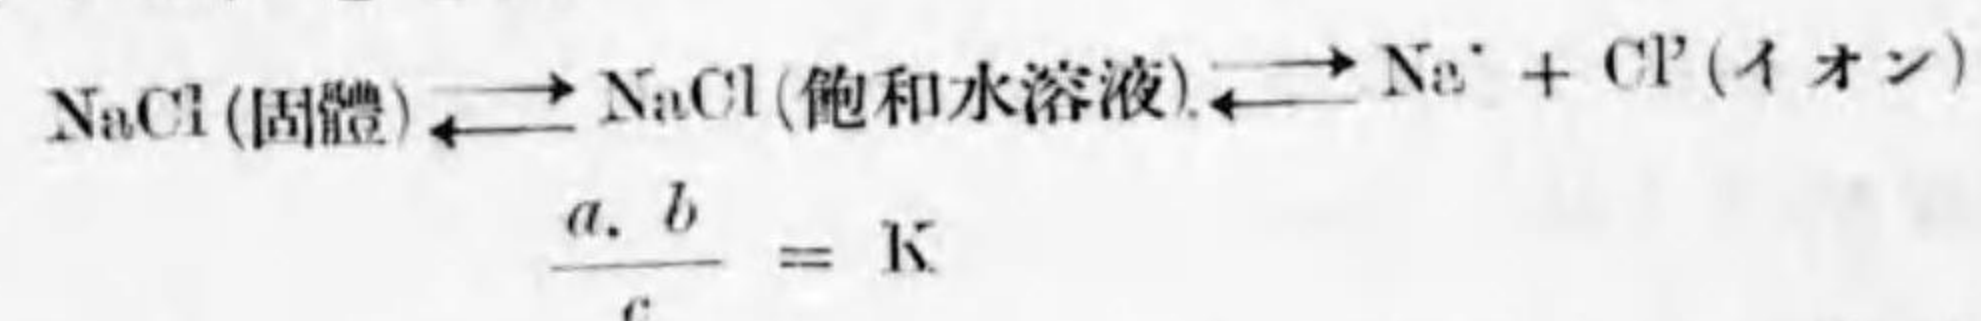 NaCl (固體) ⇄ NaCl (飽和水溶液). ⇄ Na˙ + Cl′ (イオン)
a. b
― = K
c